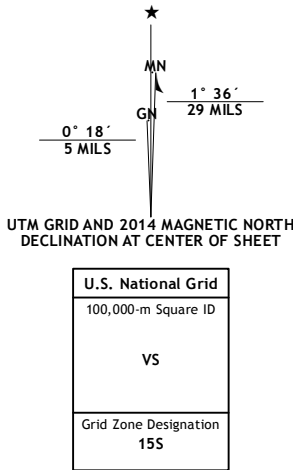 ★
MN
1° 36´
29 MILS
GN
0° 18´
5 MILS
UTM GRID AND 2014 MAGNETIC NORTH
DECLINATION AT CENTER OF SHEET
U.S. National Grid
100,000-m Square ID
VS
Grid Zone Designation
15S